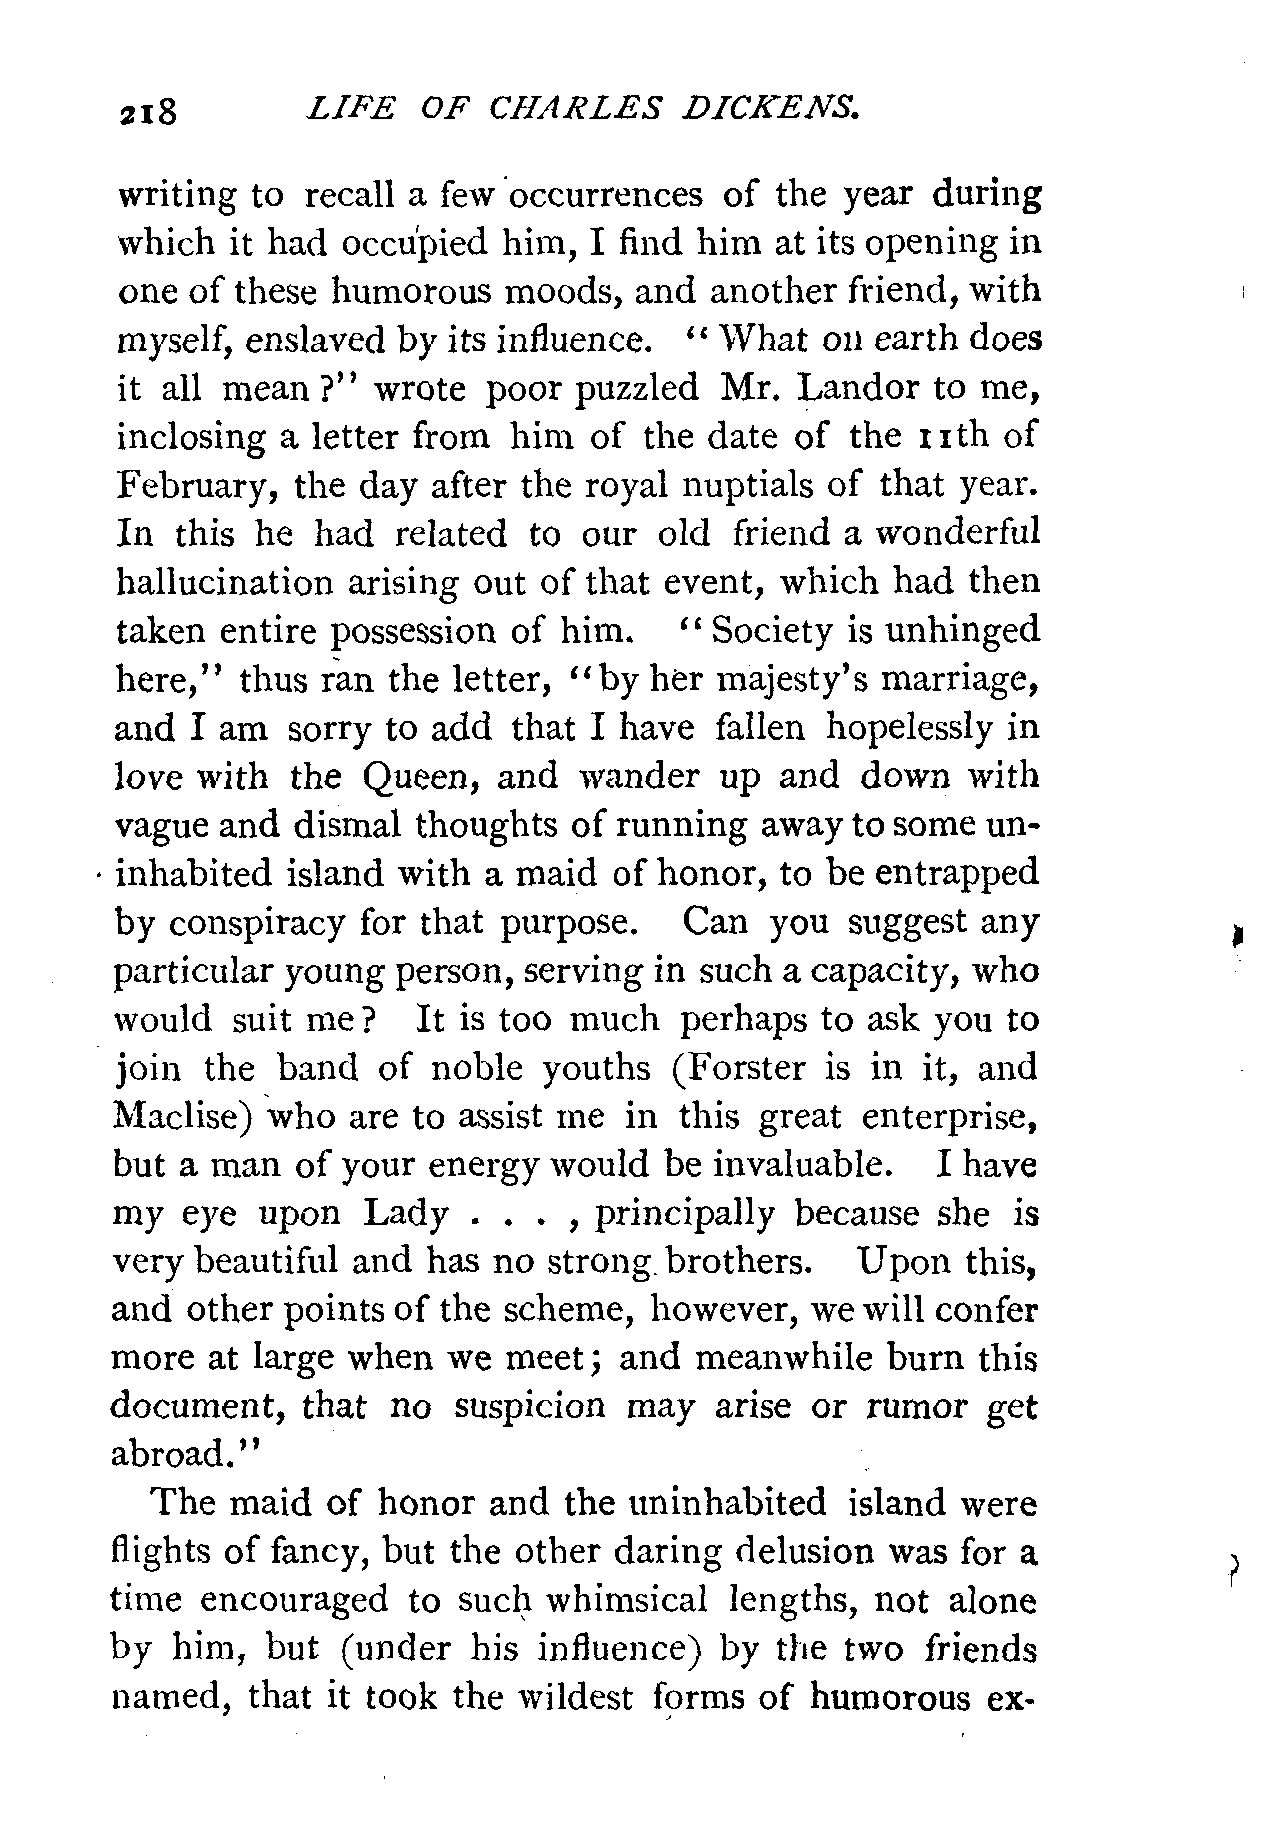 218 LIFE OF CHARLES DICKENS.
writing to recall a few occurrences of the year during
which it had occupied him, I find him at its opening in
one of these humorous moods, and another friend, with
myself, enslaved by its influence. “What on earth does
it all mean?” wrote poor puzzled Mr. Landor to me,
inclosing a letter from him of the date of the 11th of
February, the day after the royal nuptials of that year.
In this he had related to our old friend a wonderful
hallucination arising out of that event, which had then
taken entire possession of him. “Society is unhinged
here,” thus ran the letter, “by her majesty’s marriage,
and I am sorry to add that I have fallen hopelessly in
love with the Queen, and wander up and down with
vague and dismal thoughts of running away to some un-
inhabited island with a maid of honor, to be entrapped
by conspiracy for that purpose. Can you suggest any
particular young person, serving in such a capacity, who
would suit me? It is too much perhaps to ask you to
join the band of noble youths (Forster is in it, and
Maclise) who are to assist me in this great enterprise,
but a man of your energy would be invaluable. I have
my eye upon Lady . . . , principally because she is
very beautiful and has no strong brothers. Upon this,
and other points of the scheme, however, we will confer
more at large when we meet; and meanwhile burn this
document, that no suspicion may arise or rumor get
abroad.”
The maid of honor and the uninhabited island were
flights of fancy, but the other daring delusion was for a
time encouraged to such whimsical lengths, not alone
by him, but (under his influence) by the two friends
named, that it took the wildest forms of humorous ex-